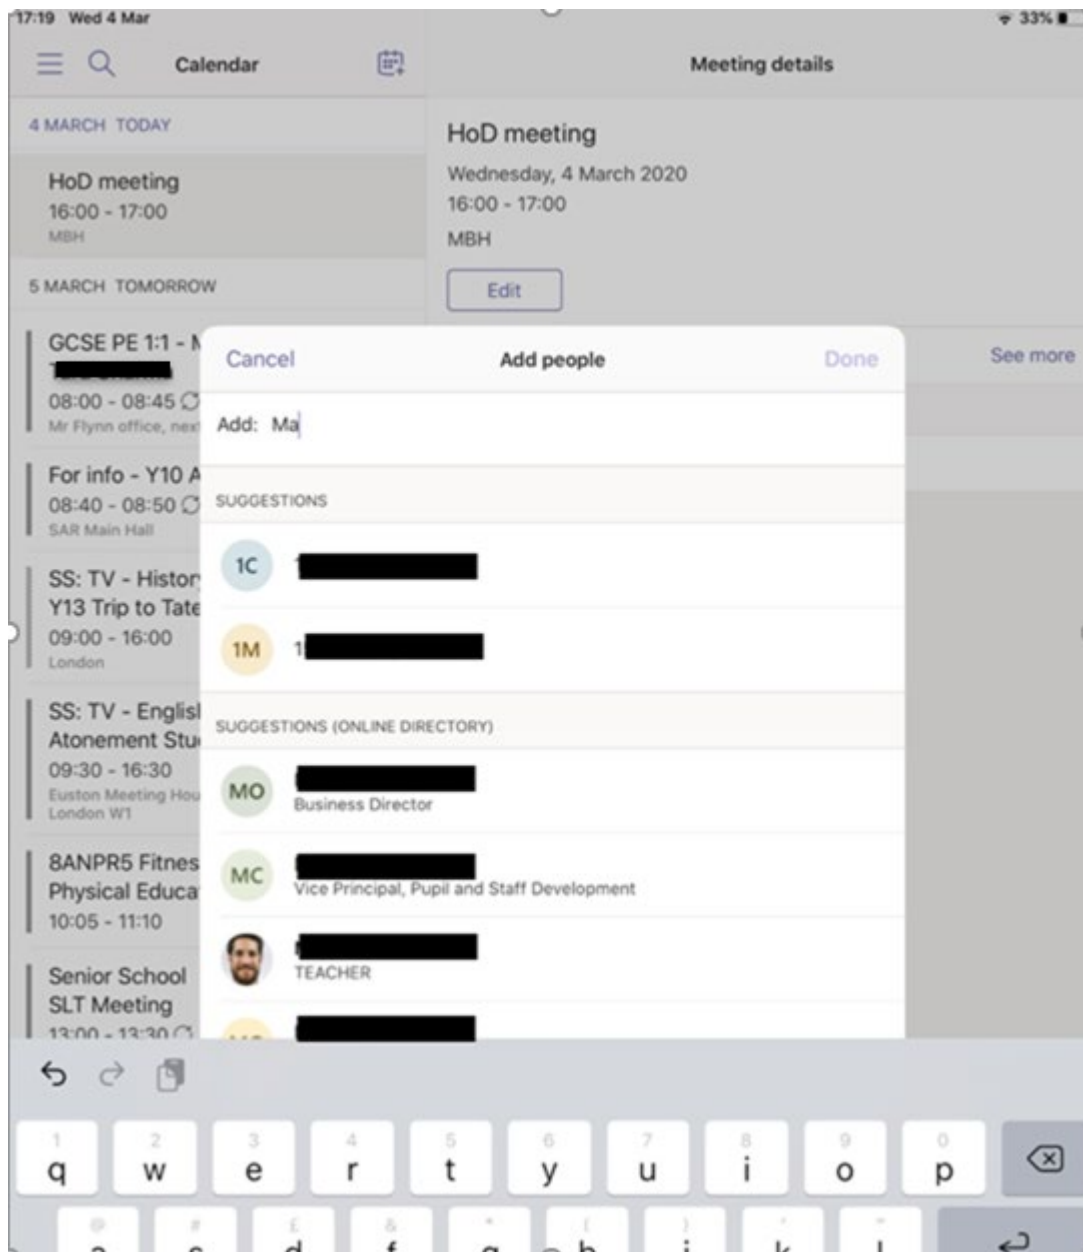 17:19 Wed 4 Mar
33%
Calendar
Meeting details
4 MARCH TODAY
HoD meeting
16:00 - 17:00
MBH
5 MARCH TOMORROW
GCSE PE 1:1 -
08:00 - 08:45
Mr Flynn office,
For info - Y10 A
08:40 - 08:50
SAR Main Hall
SS: TV - History
Y13 Trip to Tate
09:00 - 16:00
London
SS: TV - Englis
Atonement Stu
09:30 - 16:30
Euston Meeting Hou
London W1
8ANPR5 Fitnes
Physical Educa
10:05 - 11:10
Senior School
SLT Meeting
13:00 - 13:30
HoD meeting
Wednesday, 4 March 2020
16:00 - 17:00
MBH
Edit
See more
Cancel
Add people
Done
Add: Ma
SUGGESTIONS
1C
1M
SUGGESTIONS (ONLINE DIRECTORY)
MO
Business Director
MC
Vice Principal, Pupil and Staff Development
TEACHER
1 2 3 4 5 6 7 8 9 0
q w e r t y u i o p
@ # £ &